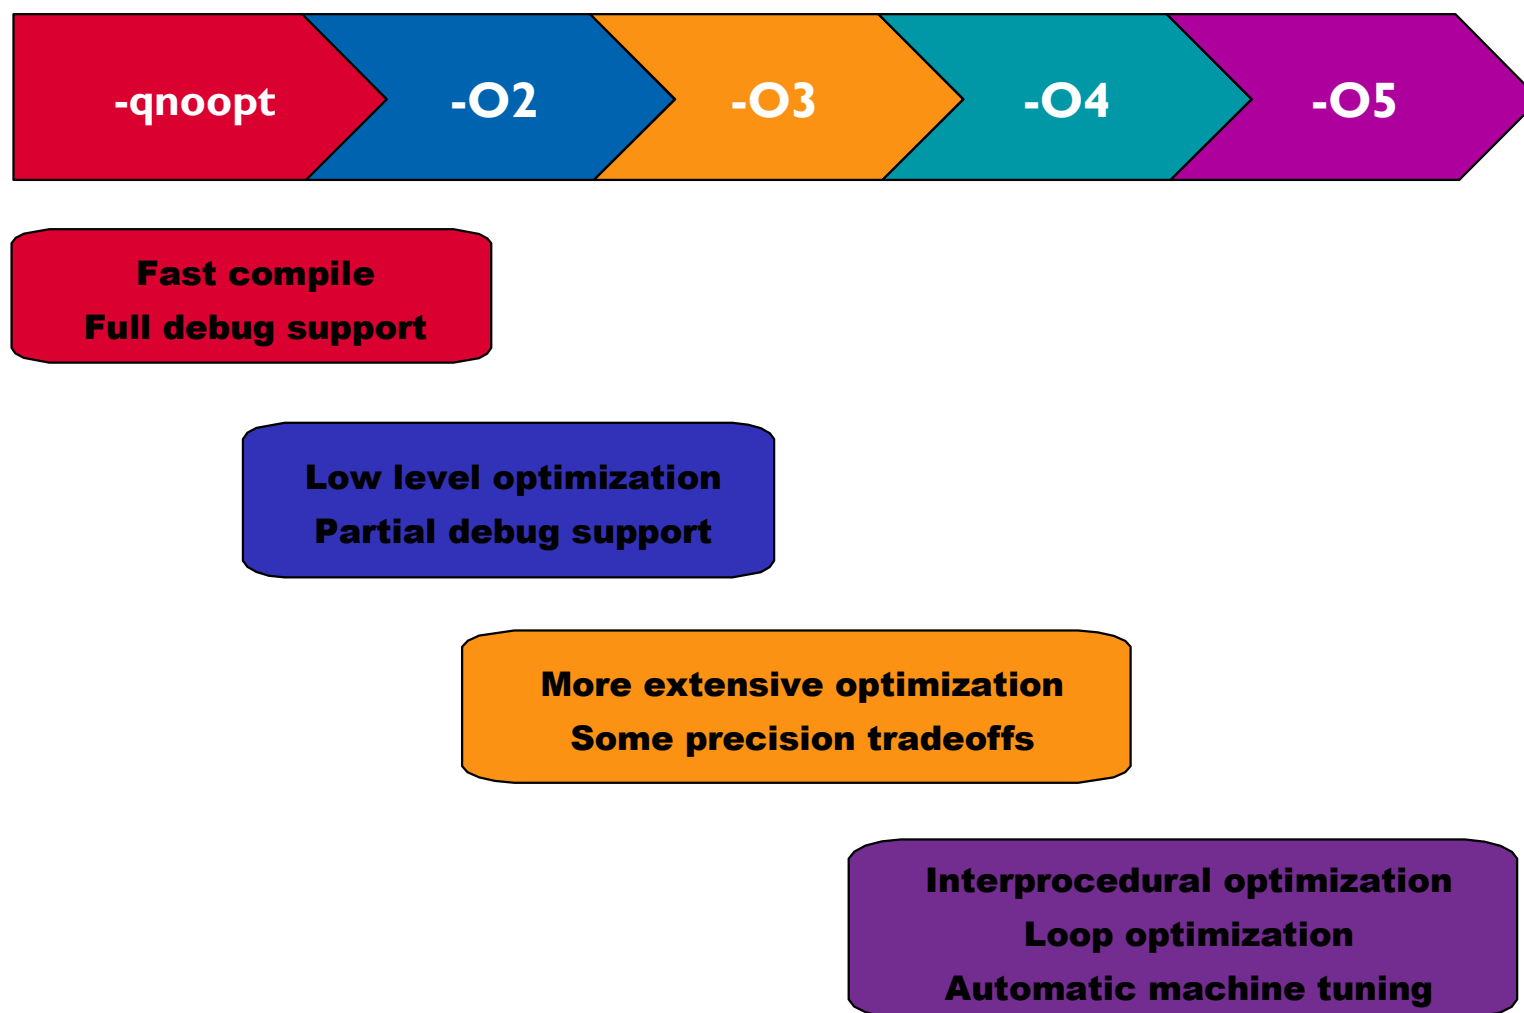 -qnoopt -O2 -O3 -O4 -O5
Fast compile
Full debug support
Low level optimization
Partial debug support
More extensive optimization
Some precision tradeoffs
Interprocedural optimization
Loop optimization
Automatic machine tuning